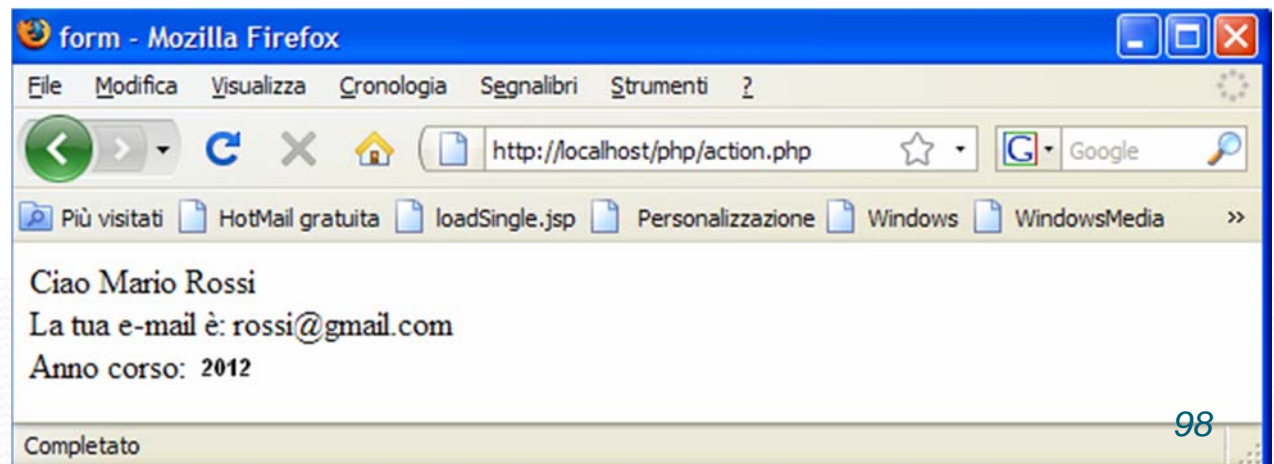 form - Mozilla Firefox
File Modifica Visualizza Cronologia Segnalibri Strumenti ?
http://localhost/php/action.php G Google
Più visitati HotMail gratuita loadSingle.jsp Personalizzazione Windows WindowsMedia »
Ciao Mario Rossi
La tua e-mail è: rossi@gmail.com
Anno corso: 2012
98
Completato